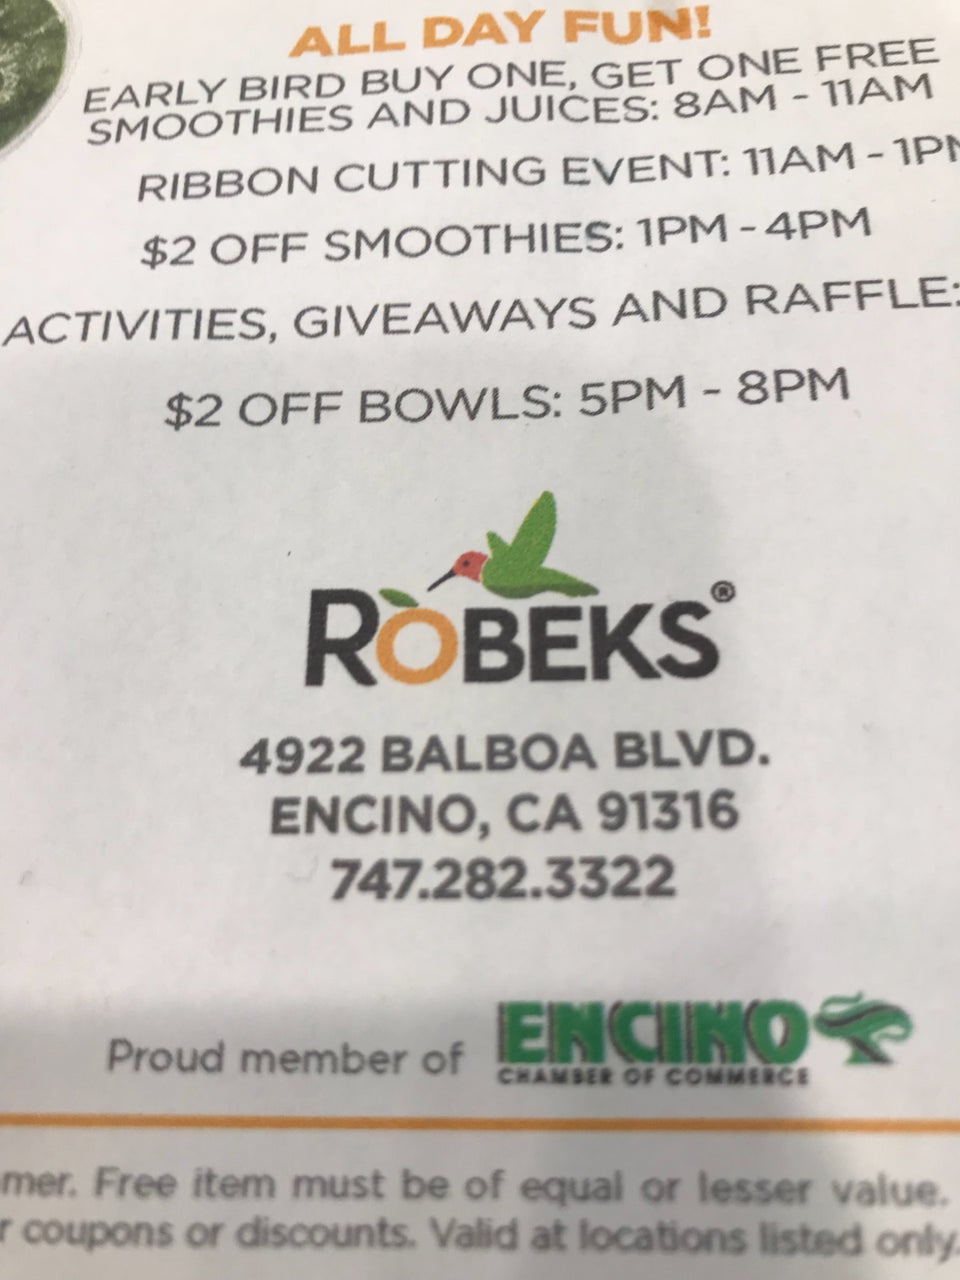 ALL DAY FUN!
EARLY BIRD BUY ONE, GET ONE FREE
SMOOTHIES AND JUICES: 8AM - 11AM
RIBBON CUTTING EVENT: 11AM - 1PM
$2 OFF SMOOTHIES: 1PM - 4PM
ACTIVITIES, GIVEAWAYS AND RAFFLE:
$2 OFF BOWLS: 5PM - 8PM
ROBEKS®
4922 BALBOA BLVD.
ENCINO, CA 91316
747.282.3322
Proud member of ENCINO
CHAMBER OF COMMERCE
mer. Free item must be of equal or lesser value.
r coupons or discounts. Valid at locations listed only.